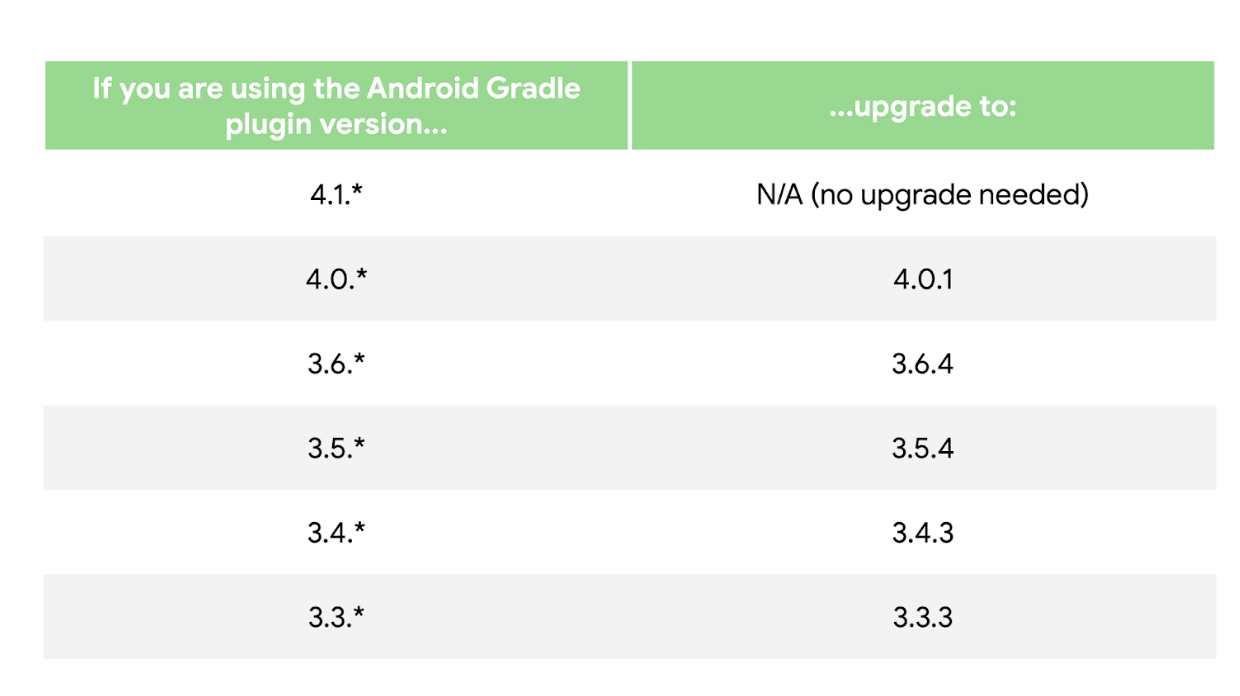 If you are using the Android Gradle
plugin version...
...upgrade to:
4.1.*
N/A (no upgrade needed)
4.0.*
4.0.1
3.6.*
3.6.4
3.5.*
3.5.4
3.4.*
3.4.3
3.3.*
3.3.3